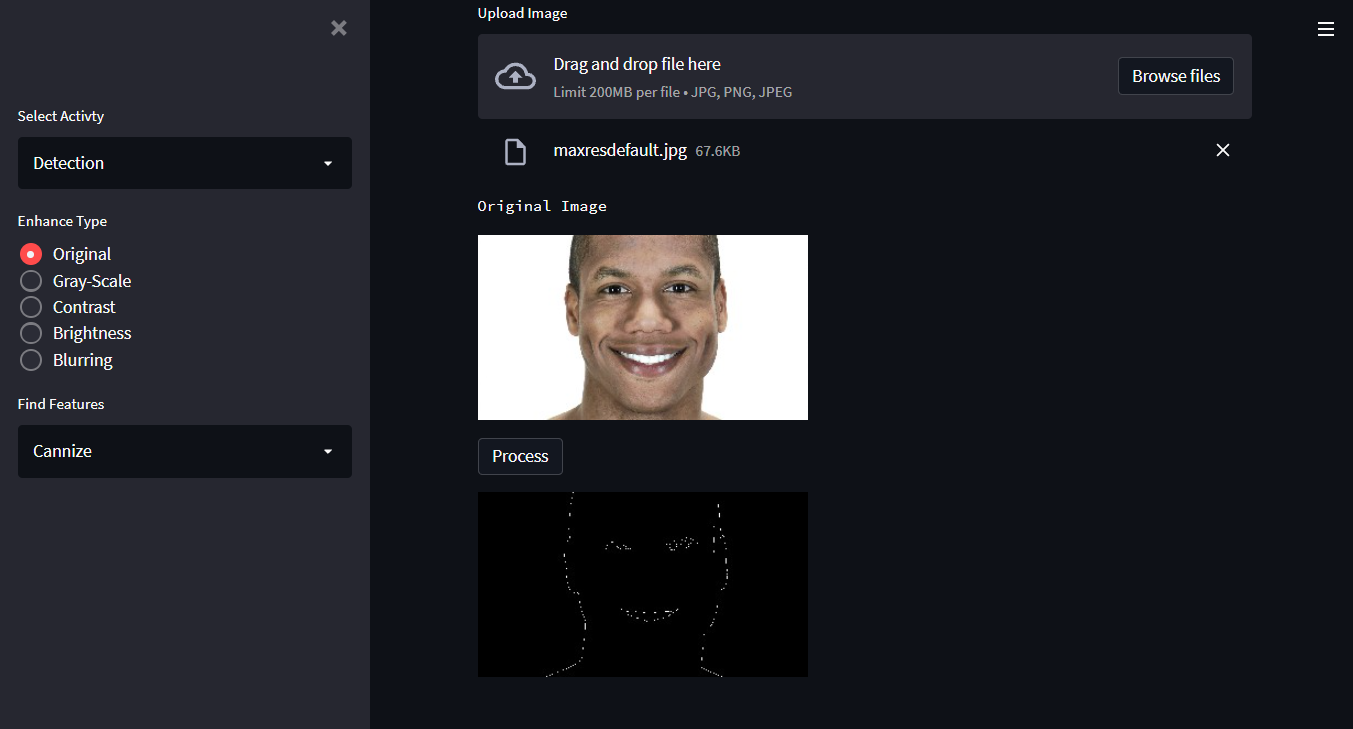 Select Activty
Detection
Enhance Type
Original
Gray-Scale
Contrast
Brightness
Blurring
Find Features
Cannize
Upload Image
Drag and drop file here
Limit 200MB per file • JPG, PNG, JPEG
Browse files
maxresdefault.jpg 67.6KB
Original Image
Process